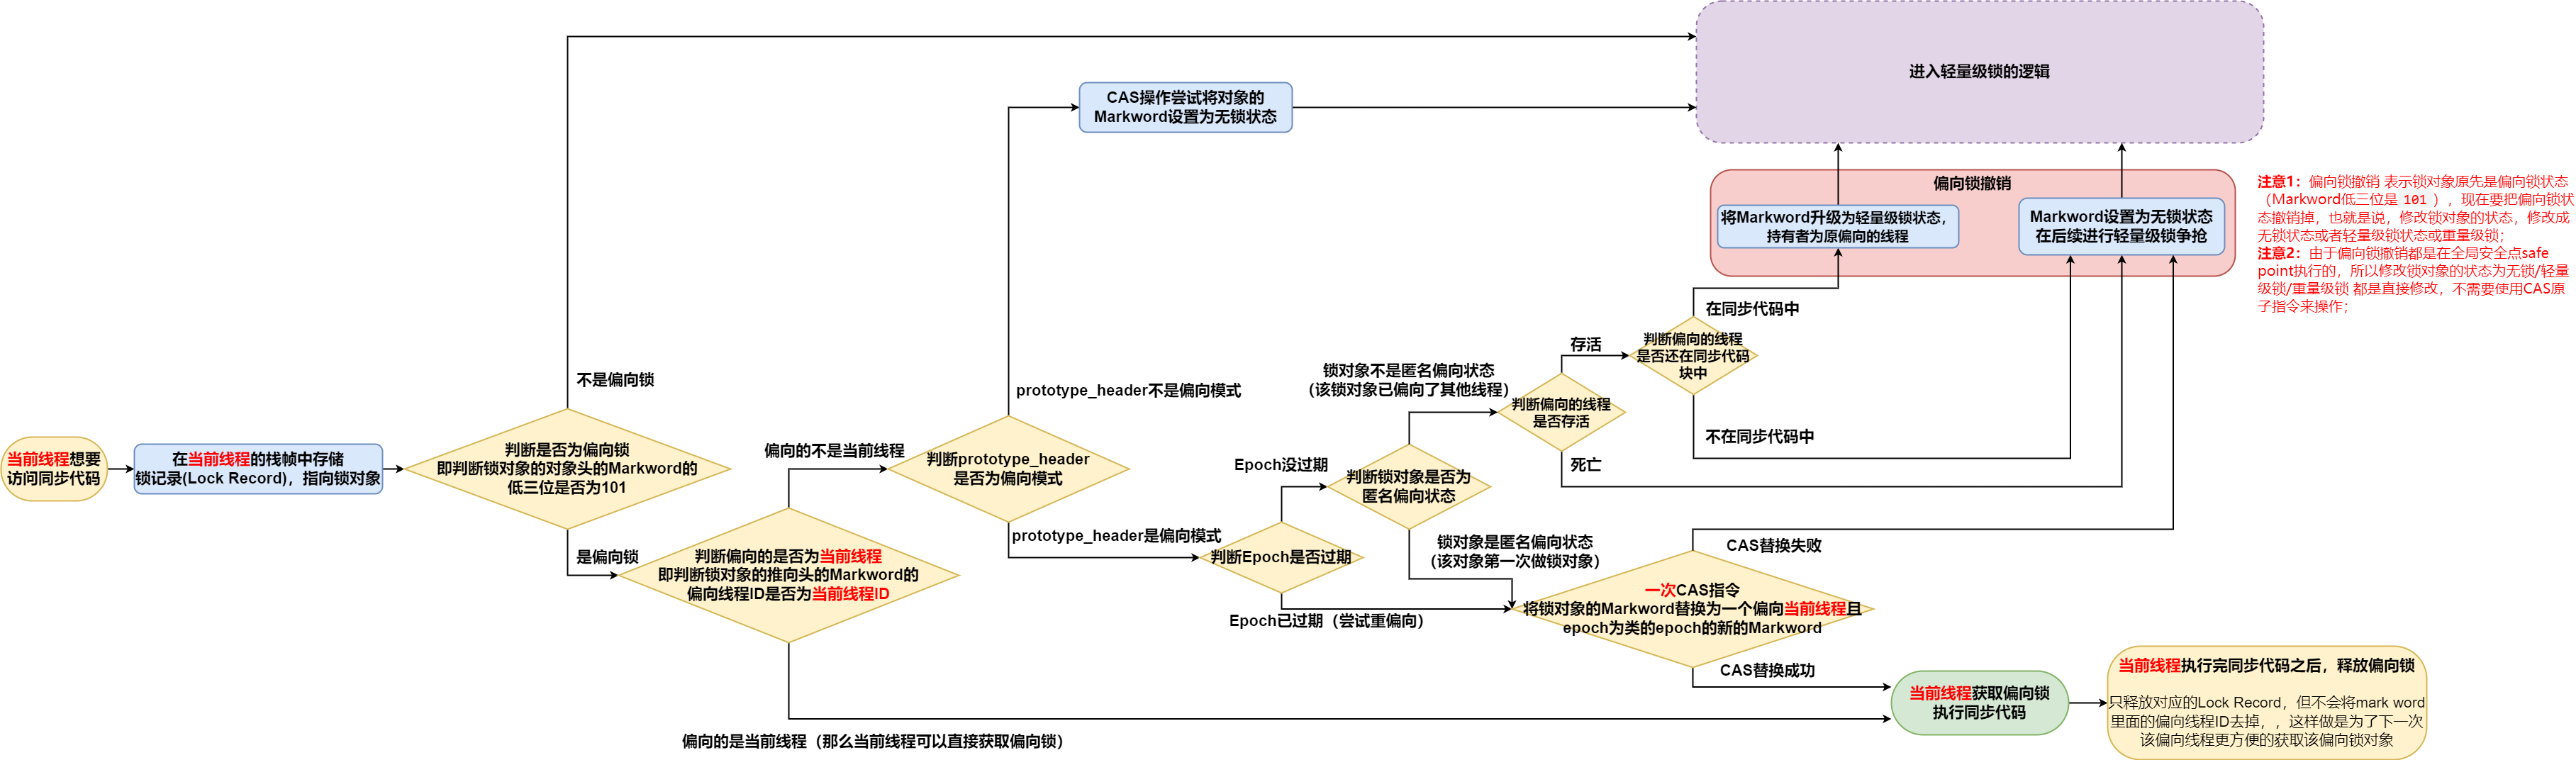 进入轻量级锁的逻辑
CAS操作尝试将对象的
Markword设置为无锁状态
偏向锁撤销
将Markword升级为轻量级锁状态，
持有者为原偏向的线程
Markword设置为无锁状态
在后续进行轻量级锁争抢
注意1：偏向锁撤销 表示锁对象原先是偏向锁状态
（Markword低三位是 101 ），现在要把偏向锁状
态撤销掉，也就是说，修改锁对象的状态，修改成
无锁状态或者轻量级锁状态或重量级锁；
注意2：由于偏向锁撤销都是在全局安全点safe
point执行的，所以修改锁对象的状态为无锁/轻量
级锁/重量级锁 都是直接修改，不需要使用CAS原
子指令来操作；
在同步代码中
判断偏向的线程
是否还在同步代码
块中
存活
不是偏向锁
prototype_header不是偏向模式
锁对象不是匿名偏向状态
（该锁对象已偏向了其他线程）
判断偏向的线程
是否存活
不在同步代码中
死亡
当前线程想要
访问同步代码
在当前线程的栈帧中存储
锁记录(Lock Record)，指向锁对象
判断是否为偏向锁
即判断锁对象的对象头的Markword的
低三位是否为101
偏向的不是当前线程
判断prototype_header
是否为偏向模式
Epoch没过期
判断锁对象是否为
匿名偏向状态
是偏向锁
判断偏向的是否为当前线程
即判断锁对象的推向头的Markword的
偏向线程ID是否为当前线程ID
prototype_header是偏向模式
判断Epoch是否过期
锁对象是匿名偏向状态
（该对象第一次做锁对象）
CAS替换失败
Epoch已过期（尝试重偏向）
一次CAS指令
将锁对象的Markword替换为一个偏向当前线程且
epoch为类的epoch的新的Markword
CAS替换成功
偏向的是当前线程（那么当前线程可以直接获取偏向锁）
当前线程获取偏向锁
执行同步代码
当前线程执行完同步代码之后，释放偏向锁
只释放对应的Lock Record，但不会将mark word
里面的偏向线程ID去掉，，这样做是为了下一次
该偏向线程更方便的获取该偏向锁对象